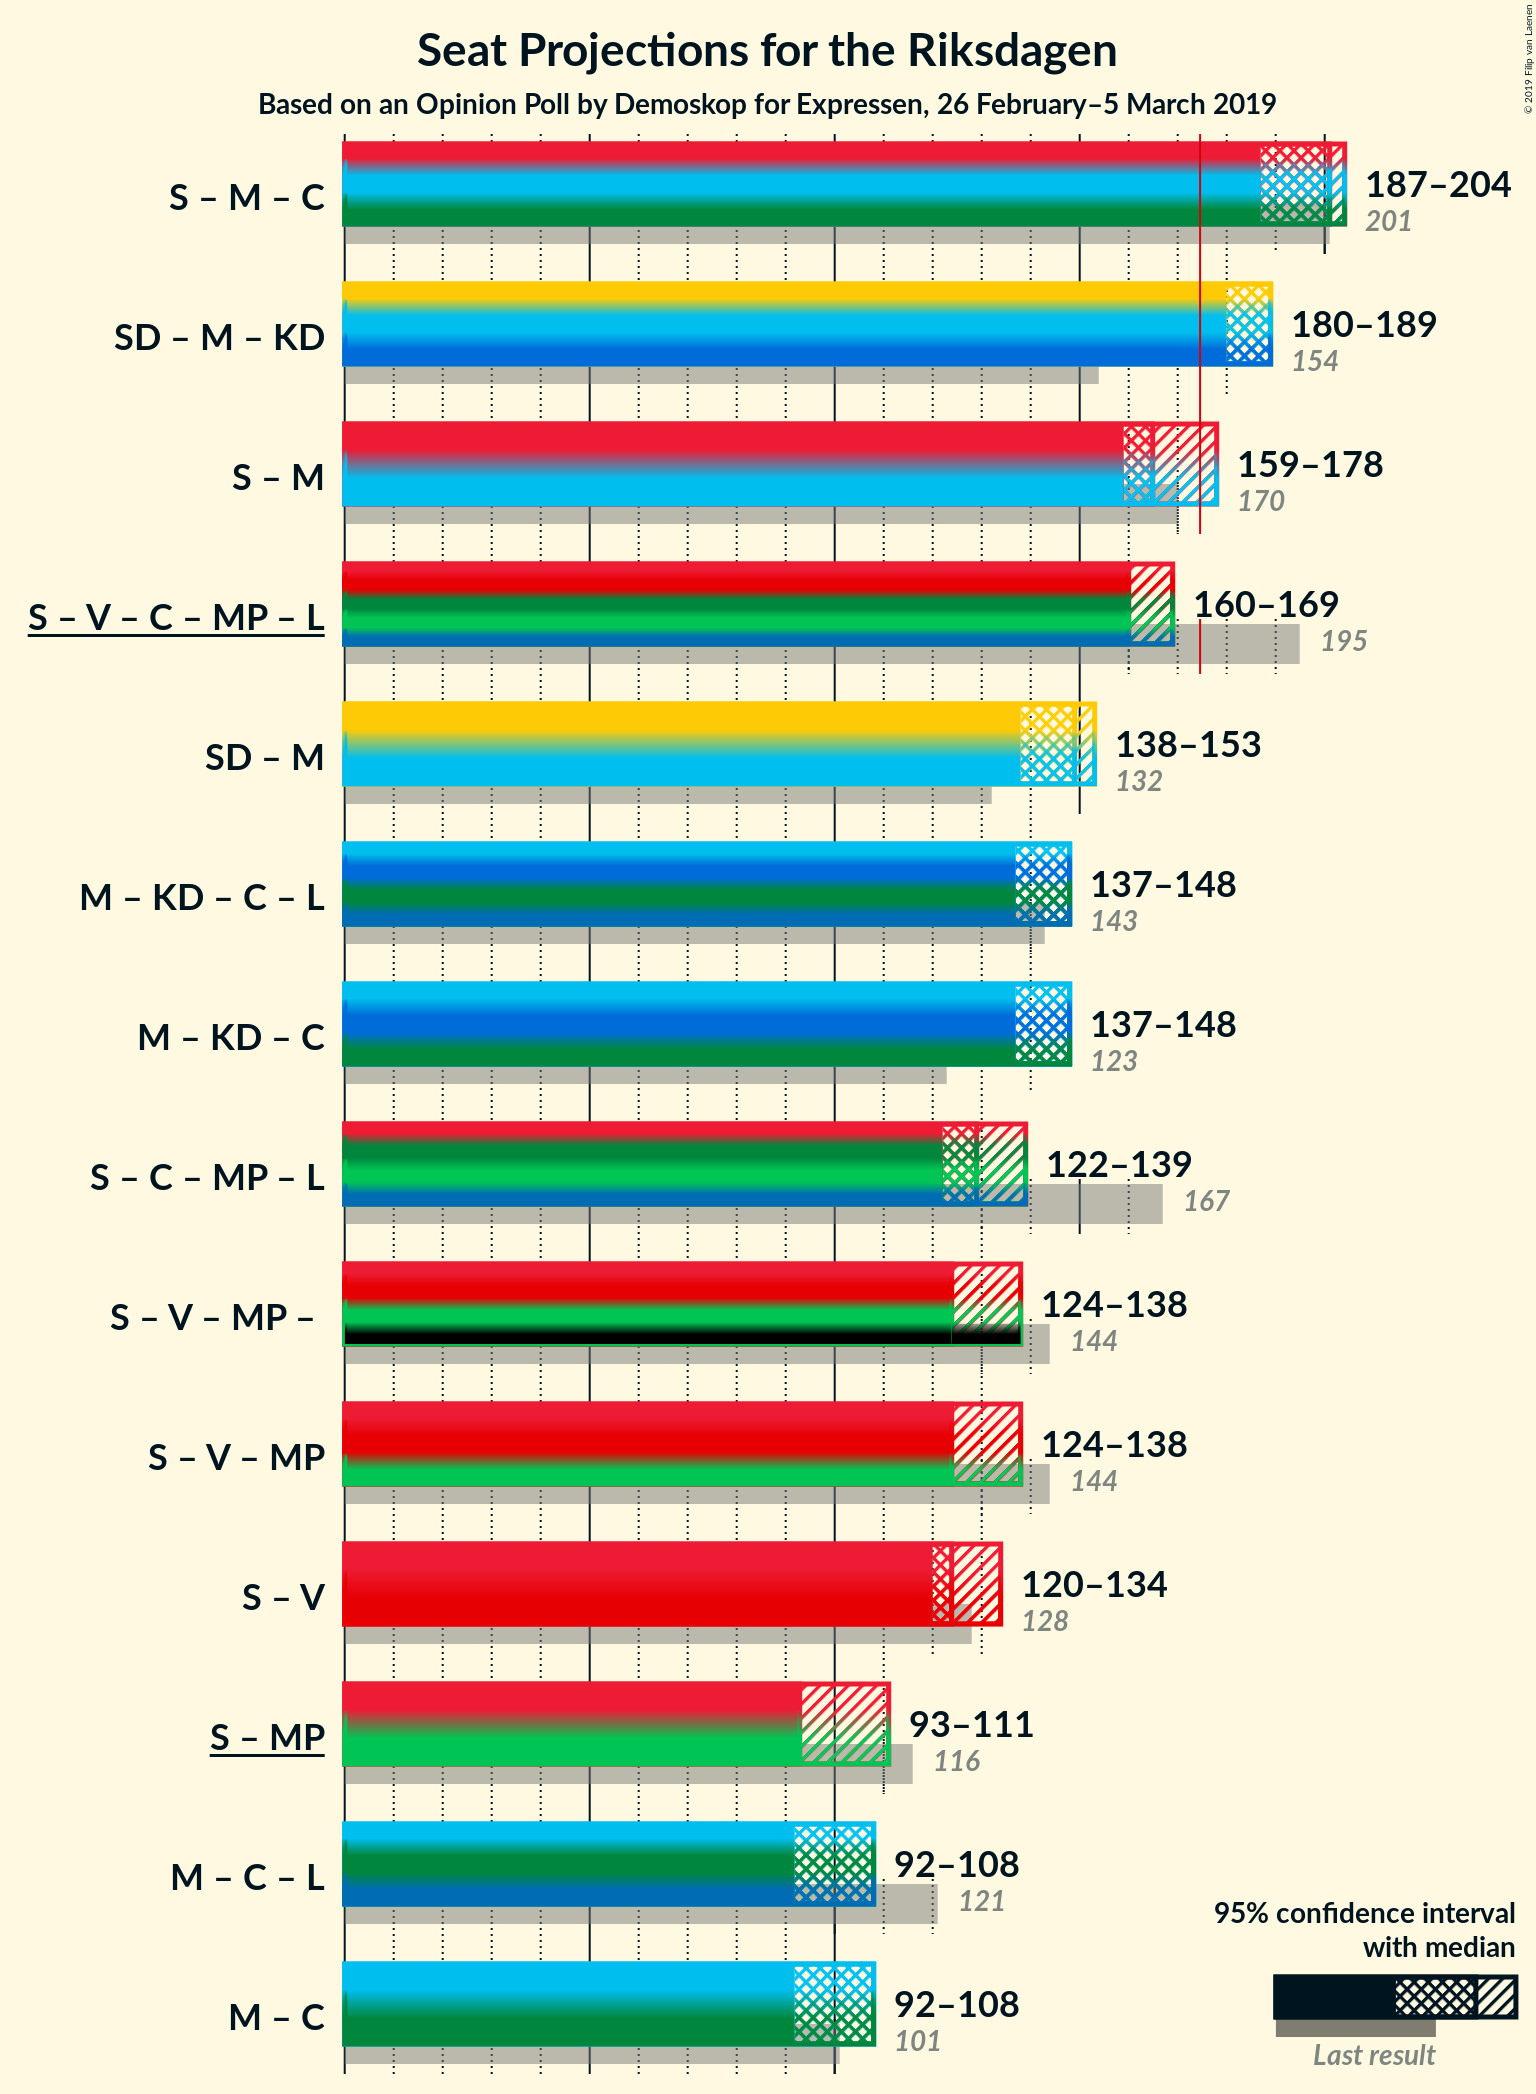 © 2019 Filip van Laenen
Seat Projections for the Riksdagen
Based on an Opinion Poll by Demoskop for Expressen, 26 February–5 March 2019
S – M – C
187–204
201
SD – M – KD
180–189
154
S – M
159–178
170
S – V – C – MP – L
160–169
195
SD – M
138–153
132
M – KD – C – L
137–148
143
M – KD – C
137–148
123
S – C – MP – L
122–139
167
S – V – MP –
124–138
144
S – V – MP
124–138
144
S – V
120–134
128
S – MP
93–111
116
M – C – L
92–108
121
M – C
92–108
101
95% confidence interval
with median
Last result